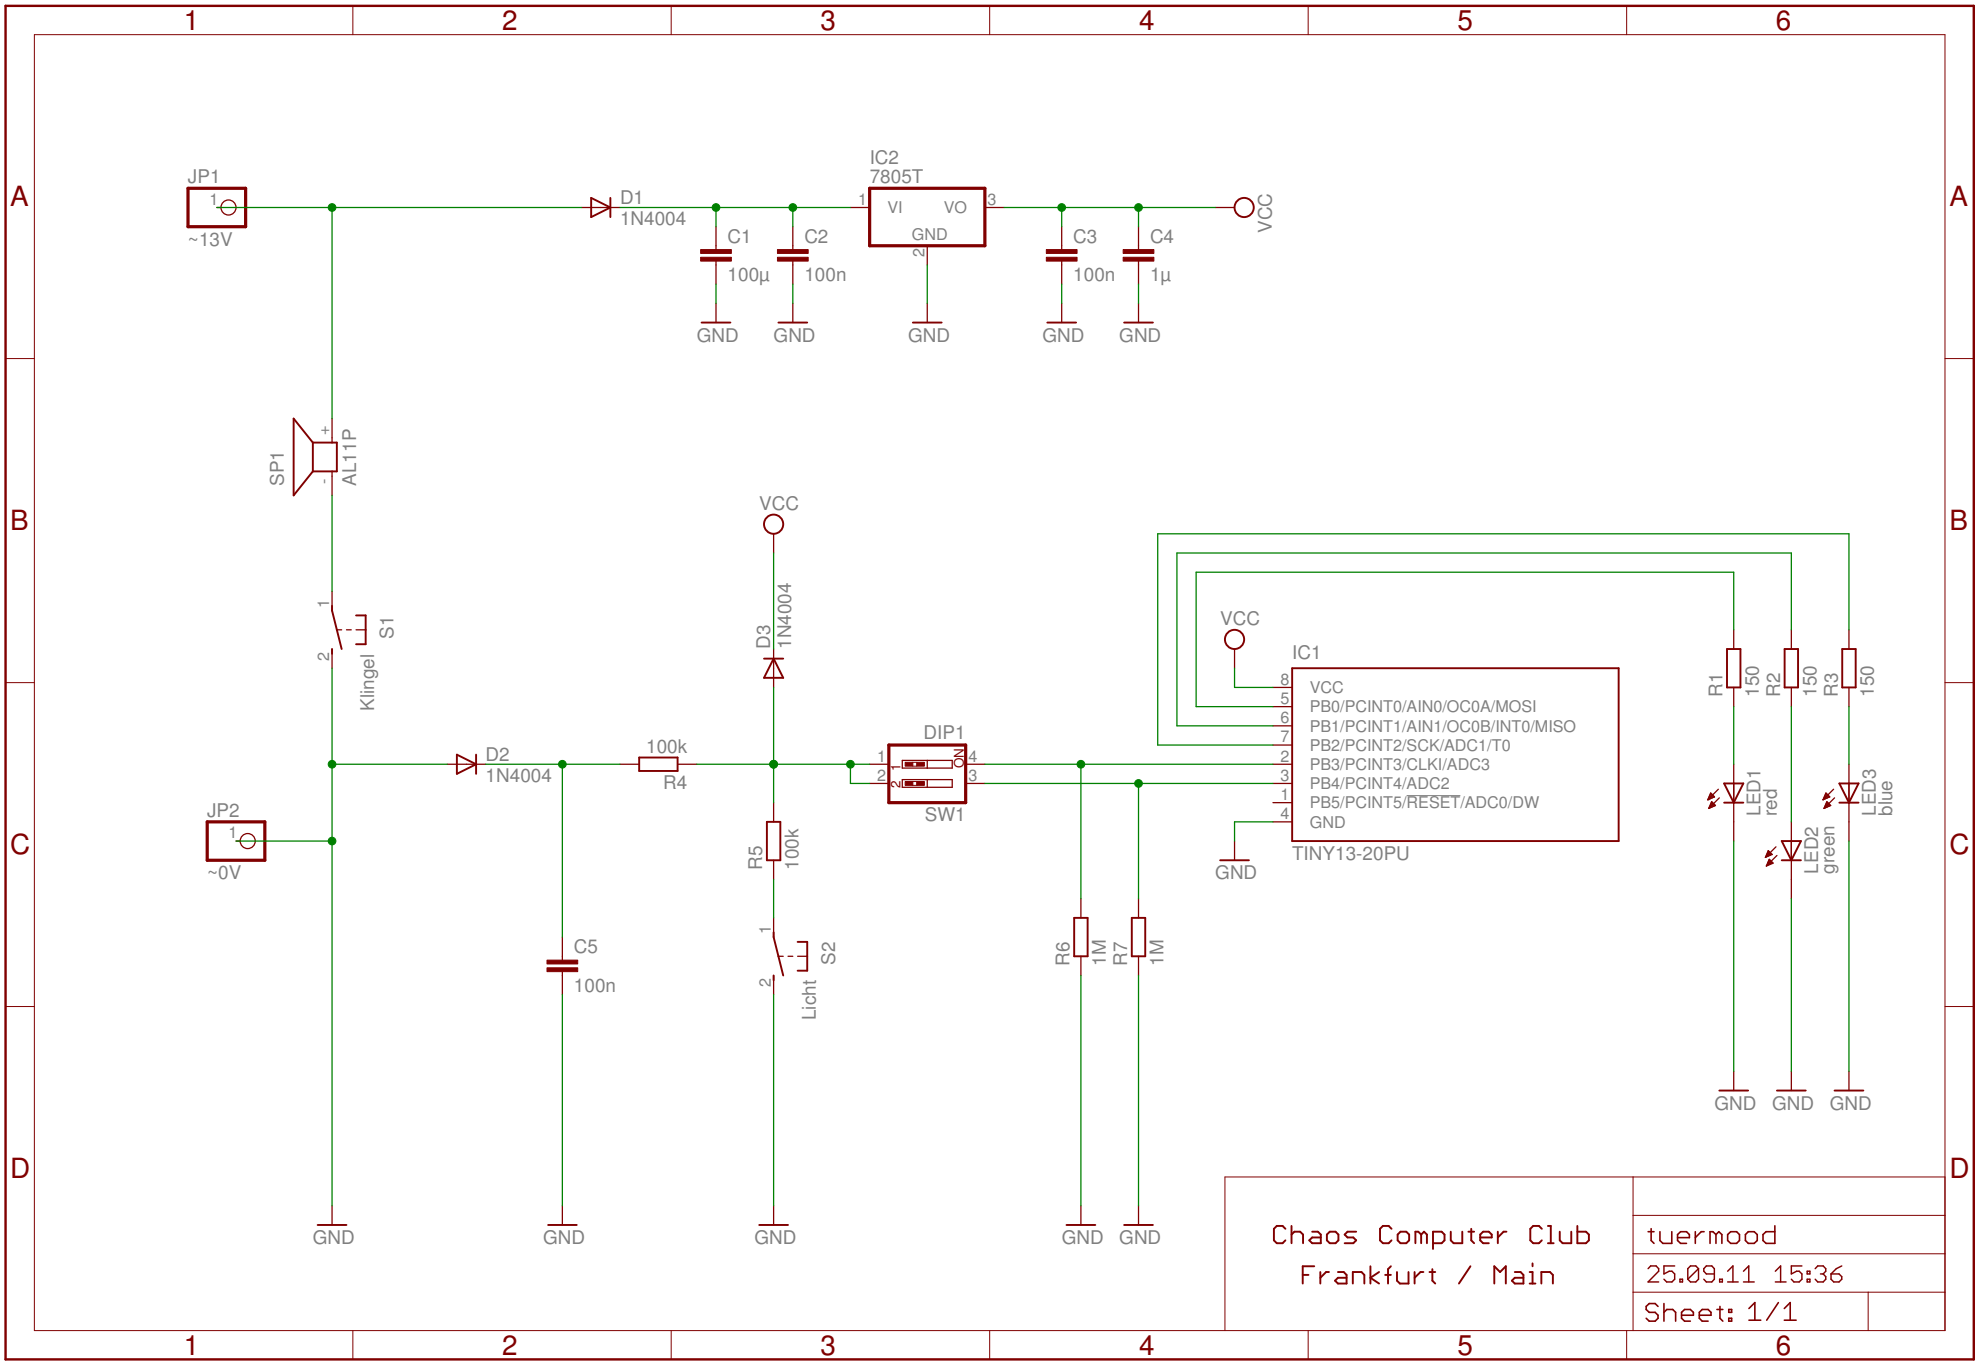 1 2 3 4 5 6
A A
B B
C C
D D
JP1
1
~13V
D1
1N4004
C1
100µ
C2
100n
IC2
7805T
1 VI VO 3
GND
2
C3
100n
C4
1µ
VCC
GND GND GND GND GND
SP1
+
-
AL11P
1
2
S1
Klingel
VCC
D3
1N4004
D2
1N4004
100k
R4
JP2
1
~0V
R5
100k
C5
100n
1
2
S2
Licht
DIP1
1 1 ON 4
2 2 3
SW1
R6
1M
R7
1M
VCC
IC1
8 VCC
5 PB0/PCINT0/AIN0/OC0A/MOSI
6 PB1/PCINT1/AIN1/OC0B/INT0/MISO
7 PB2/PCINT2/SCK/ADC1/T0
2 PB3/PCINT3/CLKI/ADC3
3 PB4/PCINT4/ADC2
1 PB5/PCINT5/RESET/ADC0/DW
4 GND
TINY13-20PU
GND
R1
150
R2
150
R3
150
LED1
red
LED2
green
LED3
blue
GND GND GND
GND GND GND GND GND
Chaos Computer Club
Frankfurt / Main
tuermood
25.09.11 15:36
Sheet: 1/1
1 2 3 4 5 6